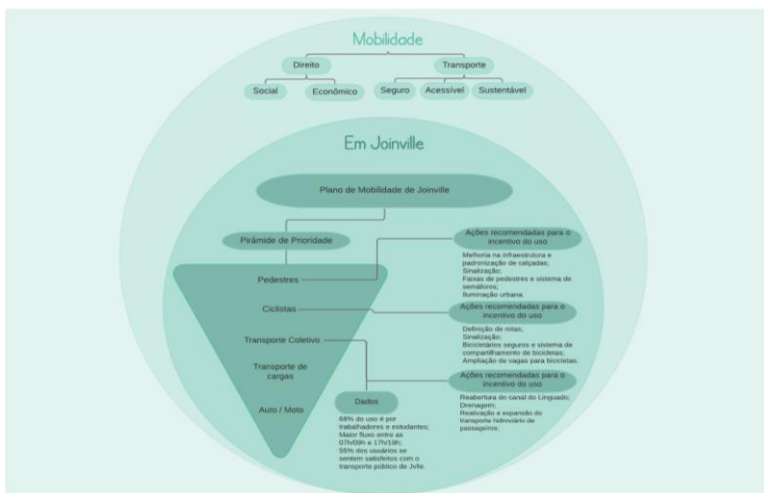 Mobilidade
Direito
Transporte
Social
Econômico
Seguro
Acessível
Sustentável
Em Joinville
Plano de Mobilidade de Joinville
Pirâmide de Prioridade
Pedestres
Ciclistas
Transporte Coletivo
Transporte de
cargas
Auto / Moto
Ações recomendadas para o
incentivo do uso
Melhoria na infraestrutura e
padronização de calçadas;
Sinalização;
Faixas de pedestres e sistema de
semáforos;
Iluminação urbana.
Ações recomendadas para o
incentivo do uso
Definição de rotas;
Sinalização;
Bicicletários seguros e sistema de
compartilhamento de bicicletas;
Ampliação de vagas para bicicletas.
Ações recomendadas para o
incentivo do uso
Reabertura do canal do Linguado;
Drenagem;
Reativação e expansão do
transporte hidroviário de
passageiros;
Dados
68% do uso é por
trabalhadores e estudantes;
Maior fluxo entre as
07h/09h e 17h/19h;
55% dos usuários se
sentem satisfeitos com o
transporte público de Jvlle.